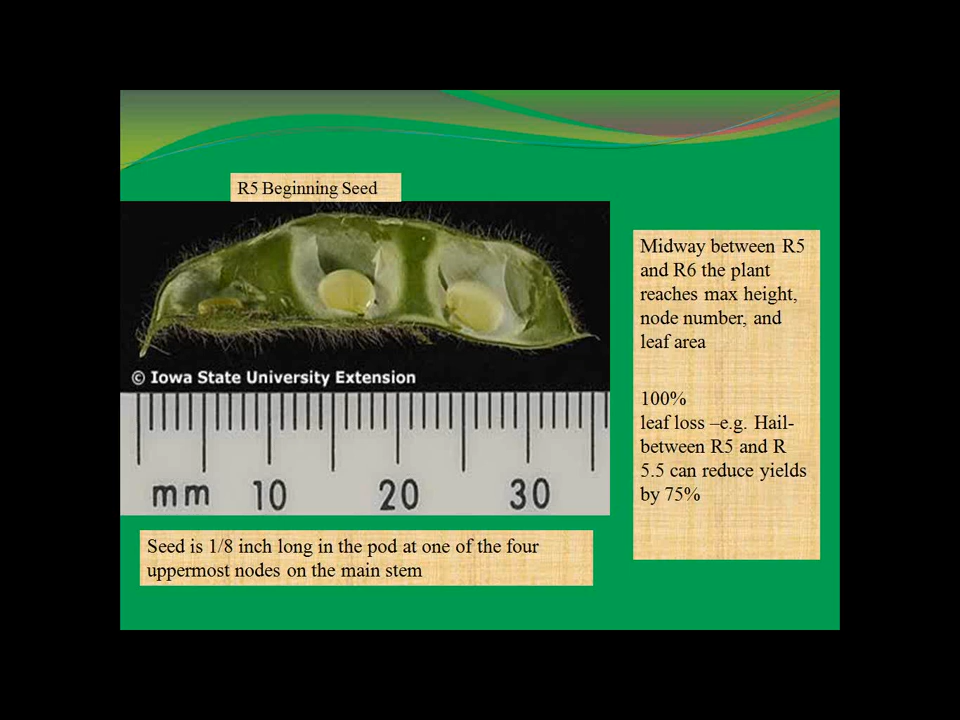 R5 Beginning Seed
© Iowa State University Extension
mm 10 20 30
Seed is 1/8 inch long in the pod at one of the four
uppermost nodes on the main stem
Midway between R5
and R6 the plant
reaches max height,
node number, and
leaf area
100%
leaf loss –e.g. Hail-
between R5 and R
5.5 can reduce yields
by 75%